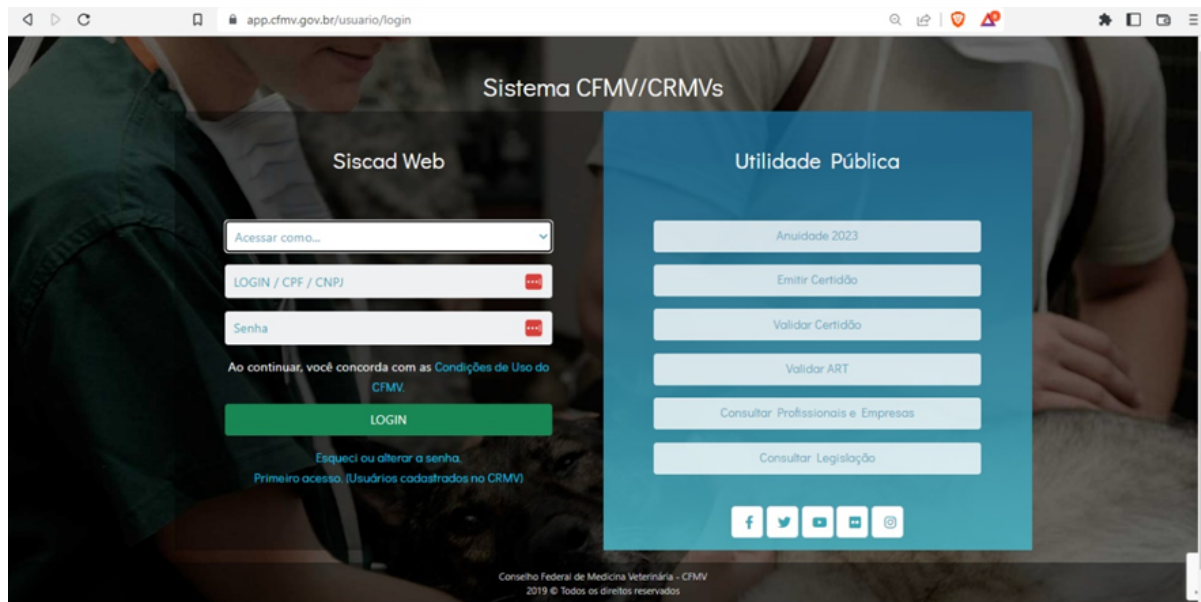 app.cfmv.gov.br/usuario/login
Sistema CFMV/CRMVs
Siscad Web
Acessar como...
LOGIN / CPF / CNPJ
Senha
Ao continuar, você concorda com as Condições de Uso do
CFMV.
LOGIN
Esqueci ou alterar a senha.
Primeiro acesso. (Usuários cadastrados no CRMV)
Utilidade Pública
Anuidade 2023
Emitir Certidão
Validar Certidão
Validar ART
Consultar Profissionais e Empresas
Consultar Legislação
Conselho Federal de Medicina Veterinária - CFMV
2019 © Todos os direitos reservados